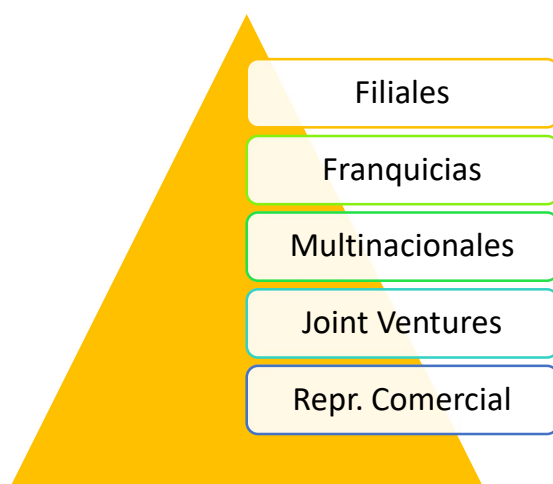 Filiales
Franquicias
Multinacionales
Joint Ventures
Repr. Comercial